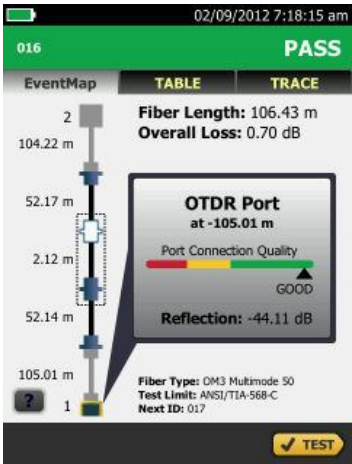 02/09/2012 7:18:15 am
016
PASS
EventMap
TABLE
TRACE
2
104.22 m
52.17 m
2.12 m
52.14 m
105.01 m
1
Fiber Length: 106.43 m
Overall Loss: 0.70 dB
OTDR Port
at -105.01 m
Port Connection Quality
GOOD
Reflection: -44.11 dB
Fiber Type: OM3 Multimode 50
Test Limit: ANSI/TIA-568-C
Next ID: 017
?
✓ TEST